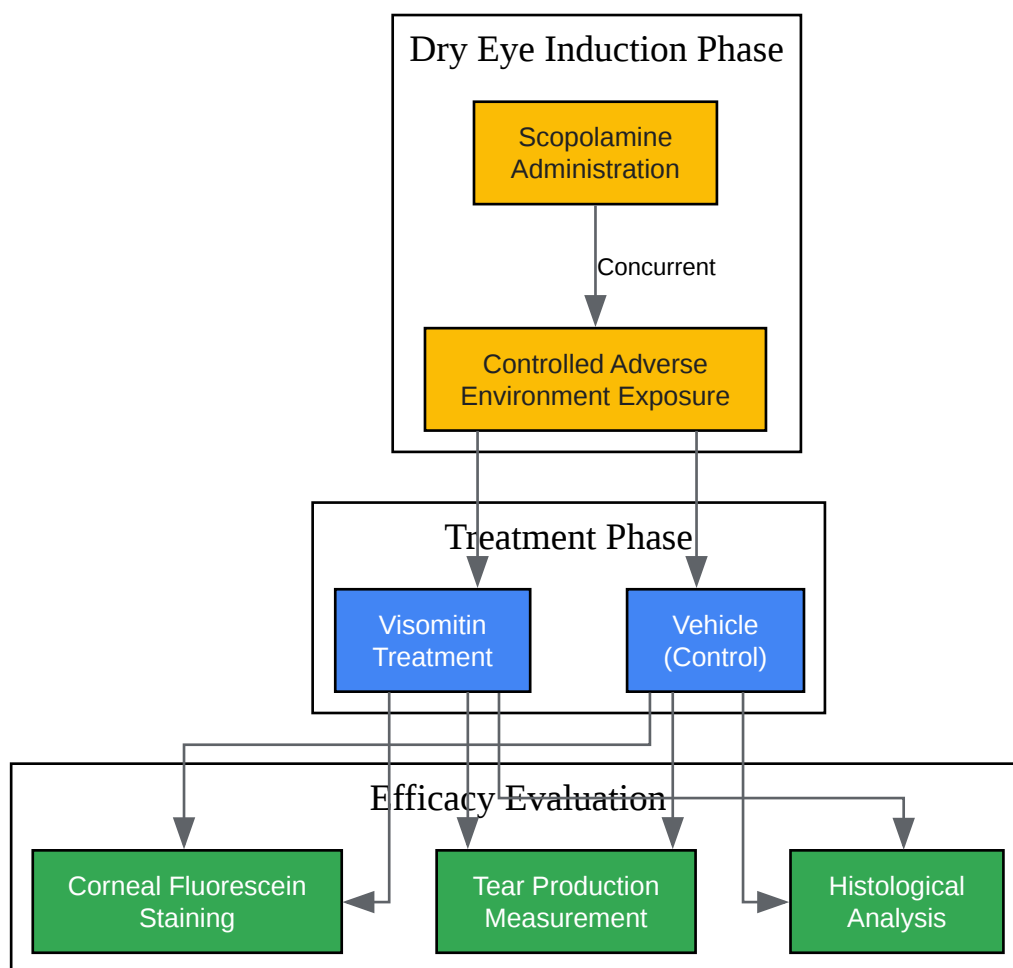 Dry Eye Induction Phase
Scopolamine
Administration
Concurrent
Controlled Adverse
Environment Exposure
Treatment Phase
Visomitin
Treatment
Vehicle
(Control)
Efficacy Evaluation
Corneal Fluorescein
Staining
Tear Production
Measurement
Histological
Analysis